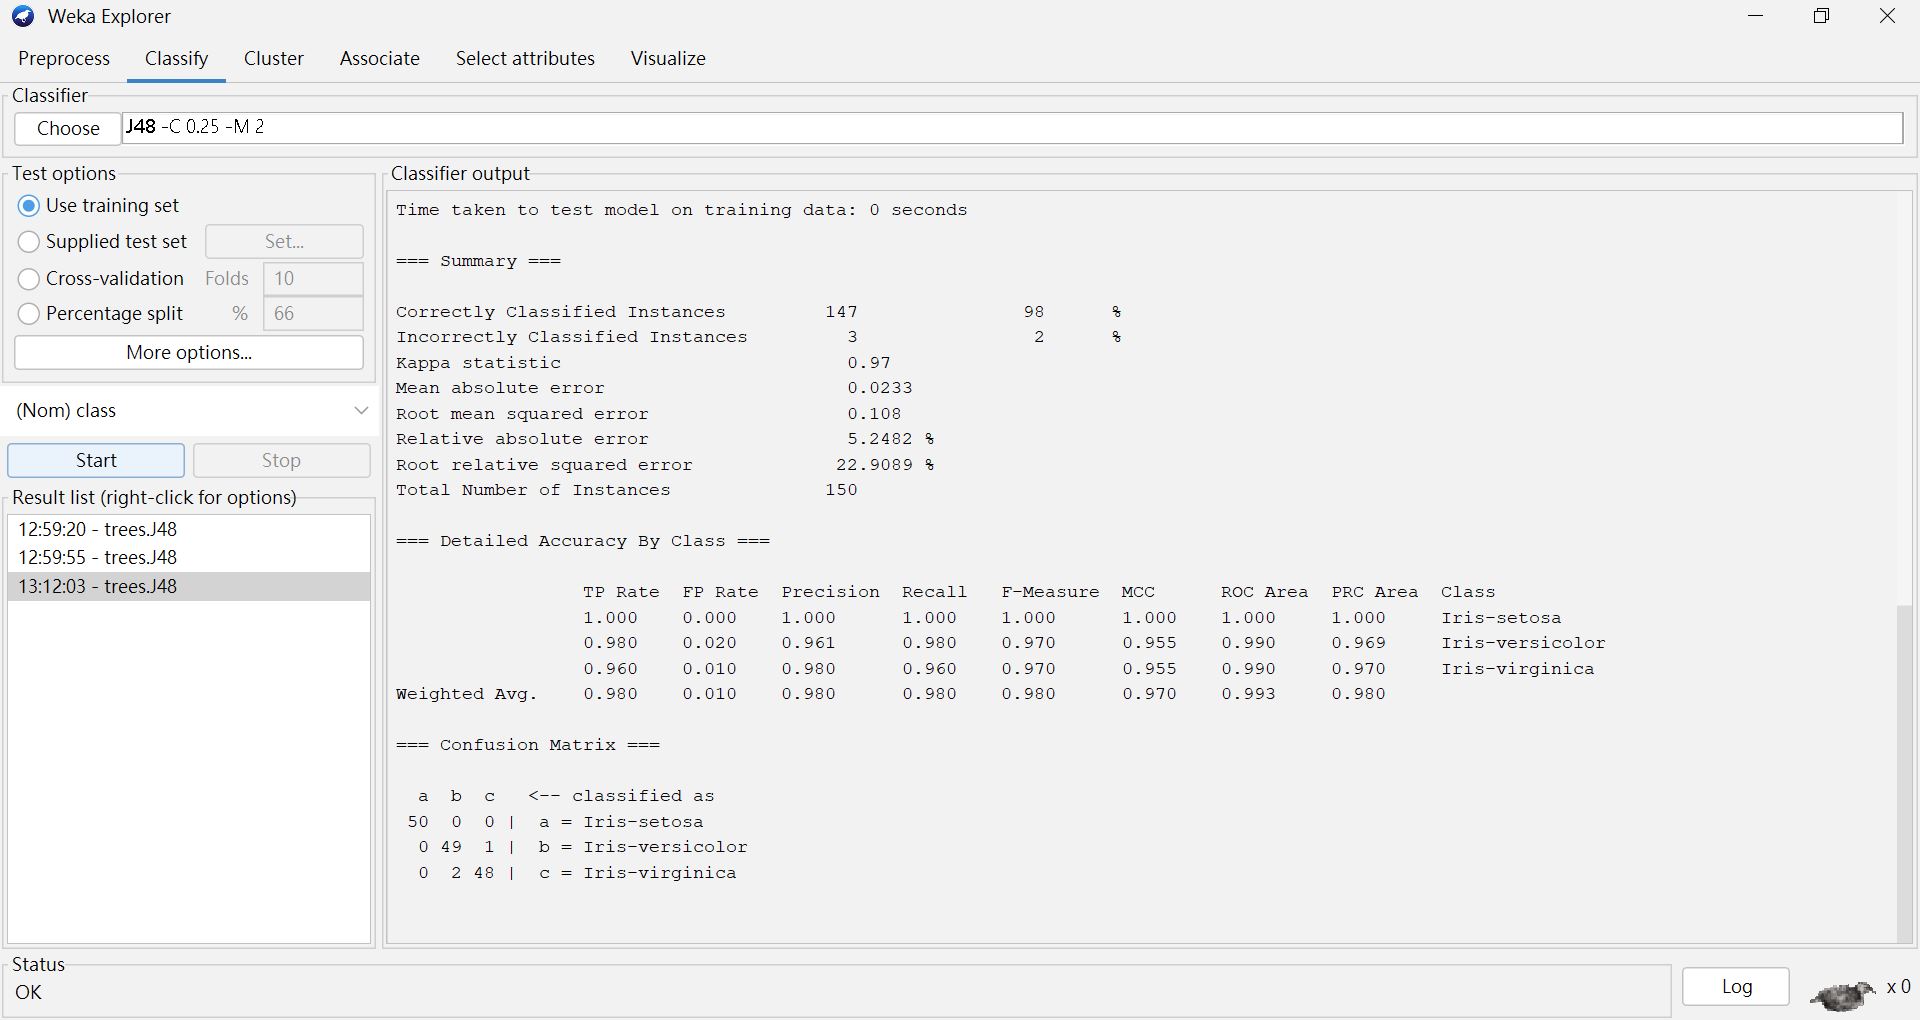 Weka Explorer
Preprocess Classify Cluster Associate Select attributes Visualize
Classifier
Choose J48 -C 0.25 -M 2
Test options
Use training set
Supplied test set Set...
Cross-validation Folds 10
Percentage split % 66
More options...
(Nom) class
Start Stop
Result list (right-click for options)
12:59:20 - trees.J48
12:59:55 - trees.J48
13:12:03 - trees.J48
Classifier output
Time taken to test model on training data: 0 seconds
=== Summary ===
Correctly Classified Instances 147 98 %
Incorrectly Classified Instances 3 2 %
Kappa statistic 0.97
Mean absolute error 0.0233
Root mean squared error 0.108
Relative absolute error 5.2482 %
Root relative squared error 22.9089 %
Total Number of Instances 150
=== Detailed Accuracy By Class ===
TP Rate FP Rate Precision Recall F-Measure MCC ROC Area PRC Area Class
1.000 0.000 1.000 1.000 1.000 1.000 1.000 1.000 Iris-setosa
0.980 0.020 0.961 0.980 0.970 0.955 0.990 0.969 Iris-versicolor
0.960 0.010 0.980 0.960 0.970 0.955 0.990 0.970 Iris-virginica
Weighted Avg. 0.980 0.010 0.980 0.980 0.980 0.970 0.993 0.980
=== Confusion Matrix ===
a b c <-- classified as
50 0 0 | a = Iris-setosa
0 49 1 | b = Iris-versicolor
0 2 48 | c = Iris-virginica
Status
OK
Log x 0